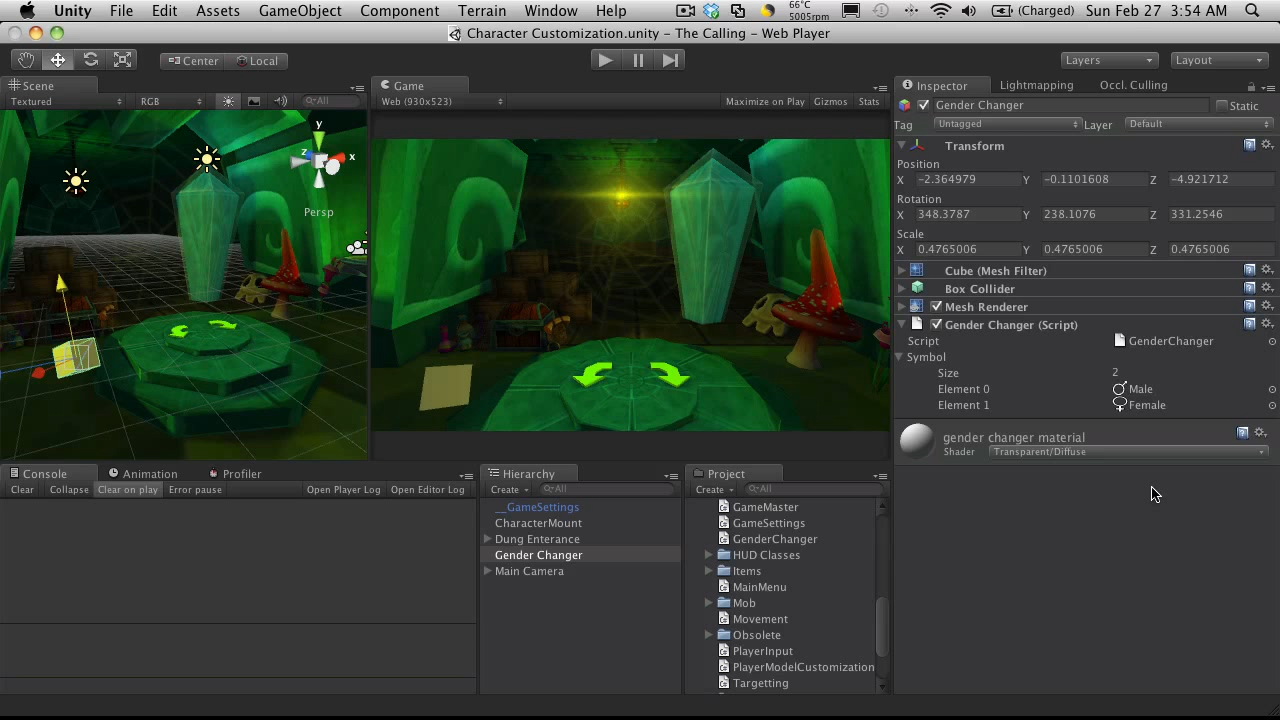 Unity File Edit Assets GameObject Component Terrain Window Help 66°C 5005rpm (Charged) Sun Feb 27 3:54 AM
Character Customization.unity – The Calling – Web Player
Center Local Layers Layout
Scene
Textured RGB All
y
z x
Persp
Game
Web (930x523) Maximize on Play Gizmos Stats
Inspector Lightmapping Occl. Culling
Gender Changer Static
Tag Untagged Layer Default
Transform
Position
X -2.364979 Y -0.1101608 Z -4.921712
Rotation
X 348.3787 Y 238.1076 Z 331.2546
Scale
X 0.4765006 Y 0.4765006 Z 0.4765006
Cube (Mesh Filter)
Box Collider
Mesh Renderer
Gender Changer (Script)
Script GenderChanger
Symbol
Size 2
Element 0 Male
Element 1 Female
gender changer material
Shader Transparent/Diffuse
Console Animation Profiler
Clear Collapse Clear on play Error pause Open Player Log Open Editor Log
Hierarchy
Create All
__GameSettings
CharacterMount
Dung Enterance
Gender Changer
Main Camera
Project
Create All
GameMaster
GameSettings
GenderChanger
HUD Classes
Items
MainMenu
Mob
Movement
Obsolete
PlayerInput
PlayerModelCustomization
Targetting